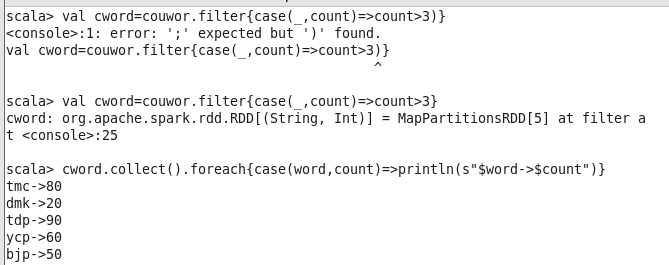 scala> val cword=couwor.filter{case(_,count)=>count>3)}
<console>:1: error: ';' expected but ')' found.
val cword=couwor.filter{case(_,count)=>count>3)}
^
scala> val cword=couwor.filter{case(_,count)=>count>3}
cword: org.apache.spark.rdd.RDD[(String, Int)] = MapPartitionsRDD[5] at filter a
t <console>:25
scala> cword.collect().foreach{case(word,count)=>println(s"$word->$count")}
tmc->80
dmk->20
tdp->90
ycp->60
bjp->50